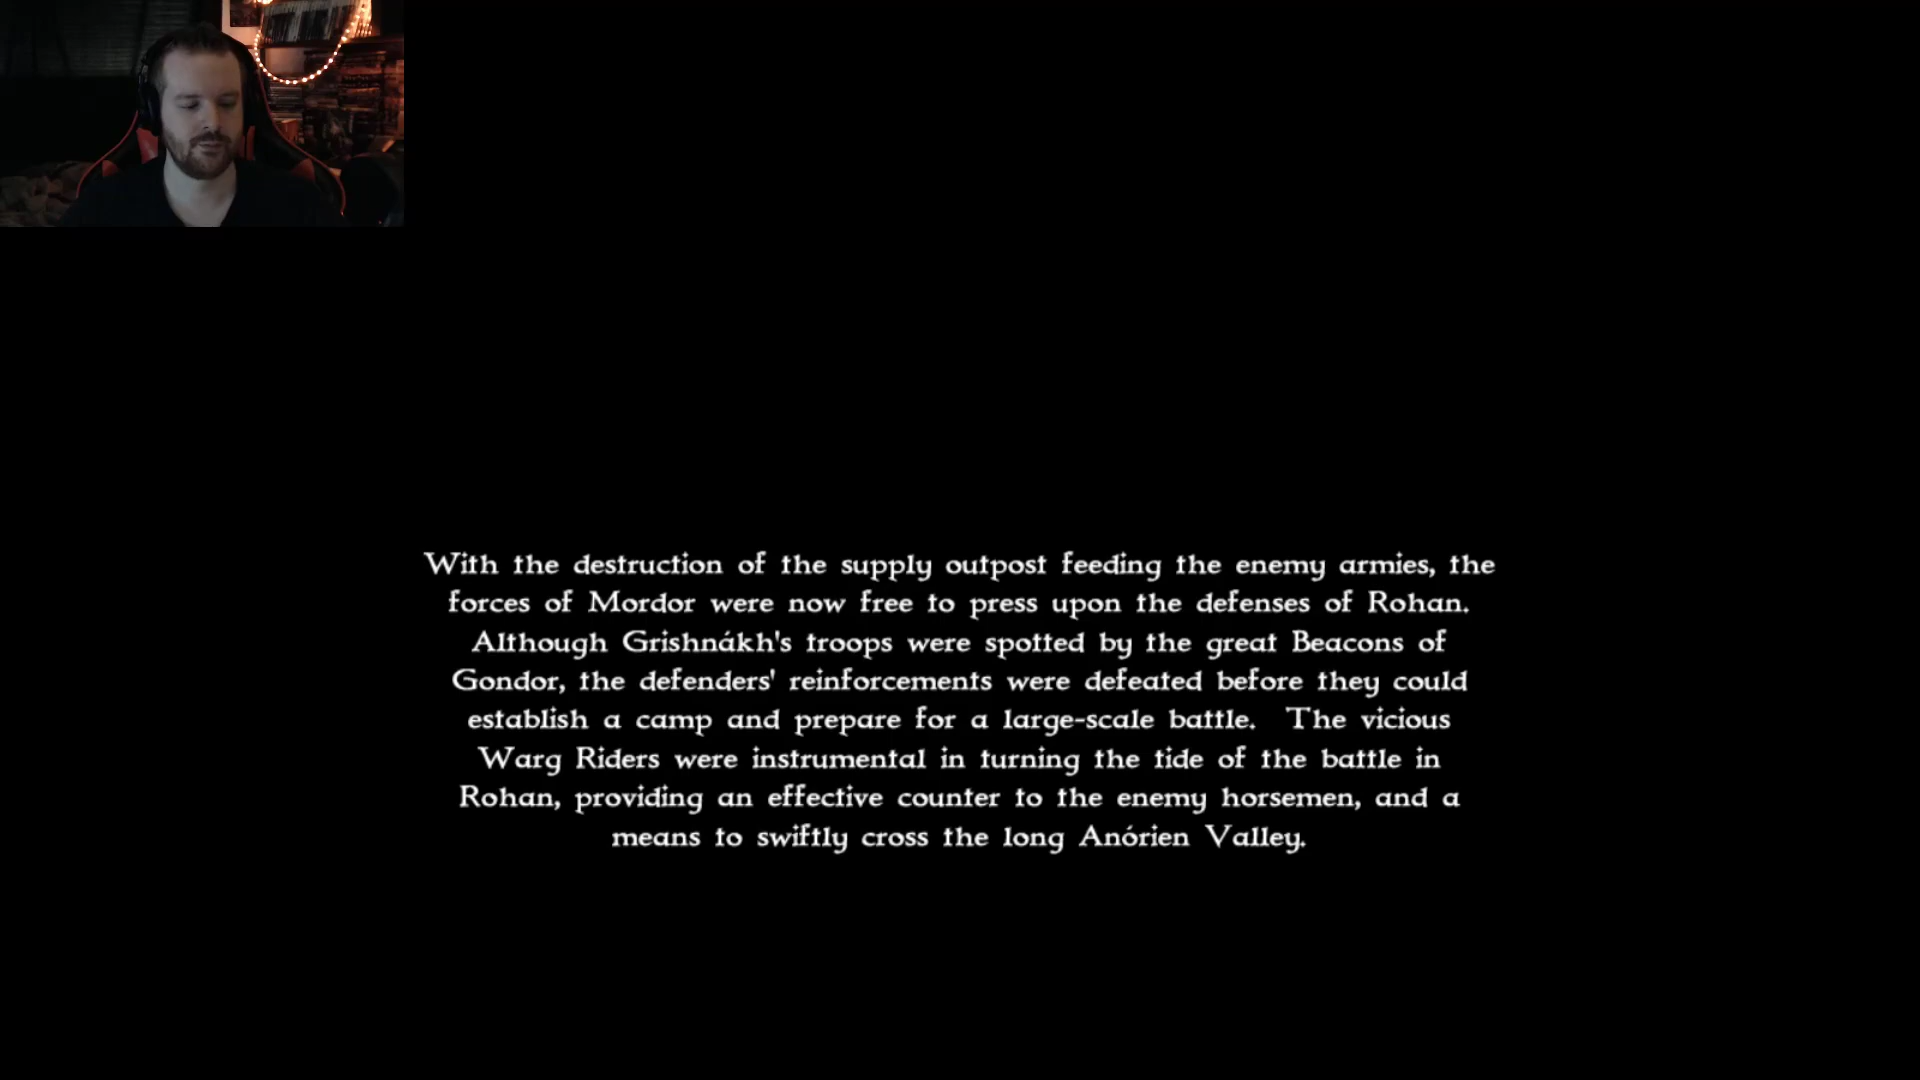 With the destruction of the supply outpost feeding the enemy armies, the
forces of Mordor were now free to press upon the defenses of Rohan.
Although Grishnákh's troops were spotted by the great Beacons of
Gondor, the defenders' reinforcements were defeated before they could
establish a camp and prepare for a large-scale battle.  The vicious
Warg Riders were instrumental in turning the tide of the battle in
Rohan, providing an effective counter to the enemy horsemen, and a
means to swiftly cross the long Anórien Valley.